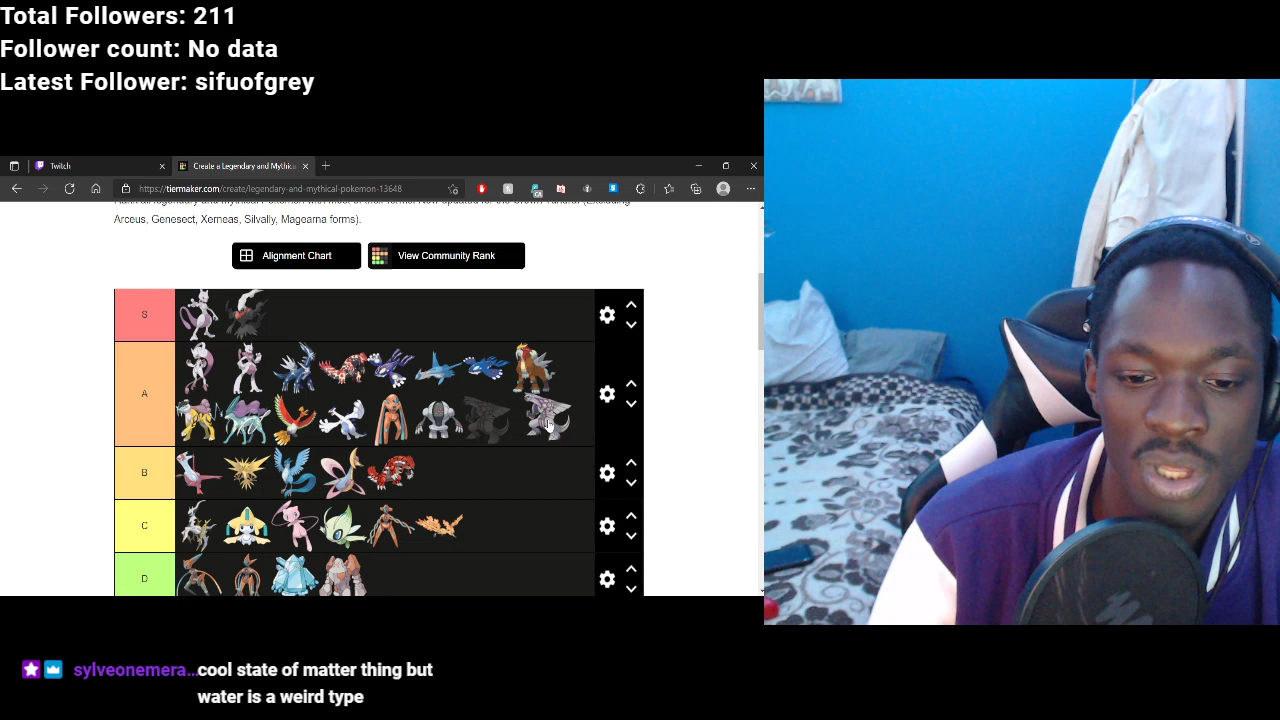 Total Followers: 211
Follower count: No data
Latest Follower: sifuofgrey
Twitch
Create a Legendary and Mythica
https://tiermaker.com/create/legendary-and-mythical-pokemon-13648
Arceus, Genesect, Xerneas, Silvally, Magearna forms).
Alignment Chart
View Community Rank
S
A
B
C
D
sylveonemera... cool state of matter thing but
water is a weird type